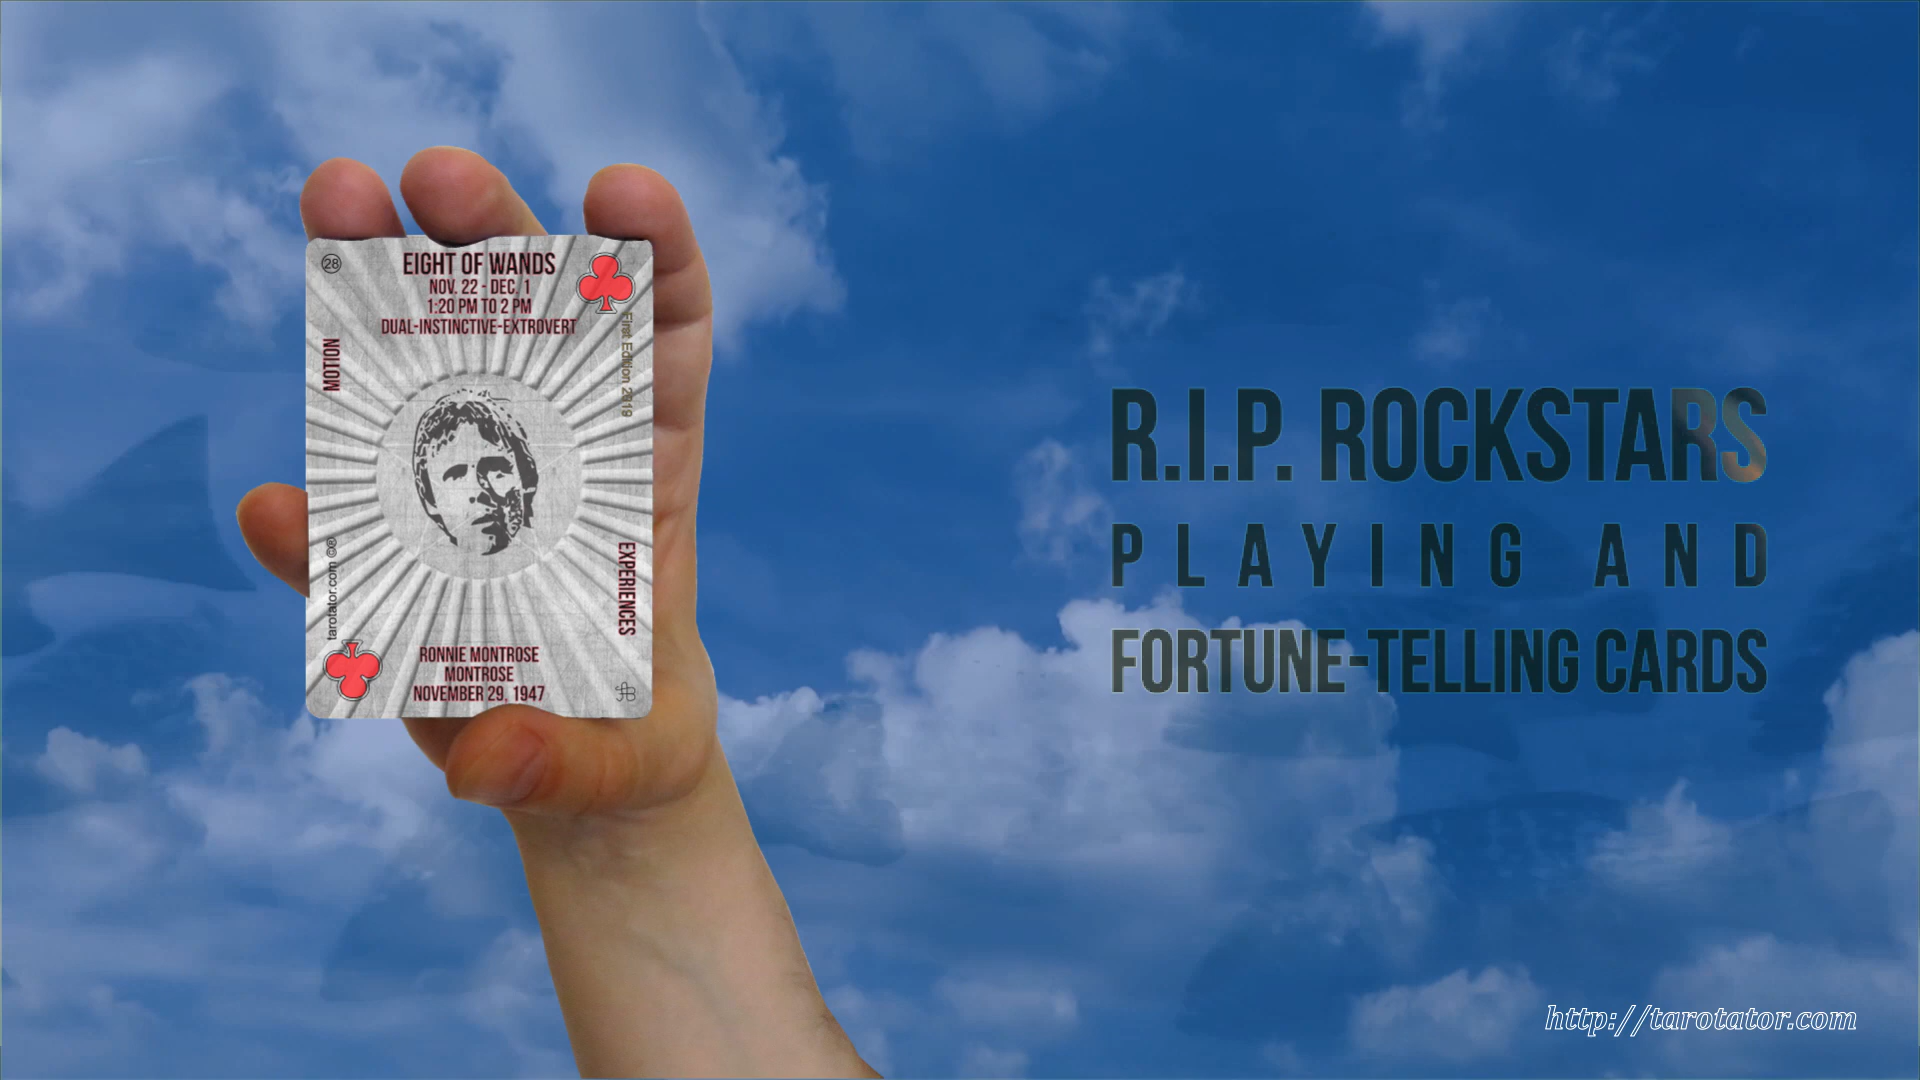 28
EIGHT OF WANDS
NOV. 22 - DEC. 1
1:20 PM TO 2 PM
DUAL-INSTINCTIVE-EXTROVERT
MOTION
First Edition 2019
tarotator.com ©®
EXPERIENCES
RONNIE MONTROSE
MONTROSE
NOVEMBER 29, 1947
R.I.P. ROCKSTARS
PLAYING AND
FORTUNE-TELLING CARDS
http://tarotator.com